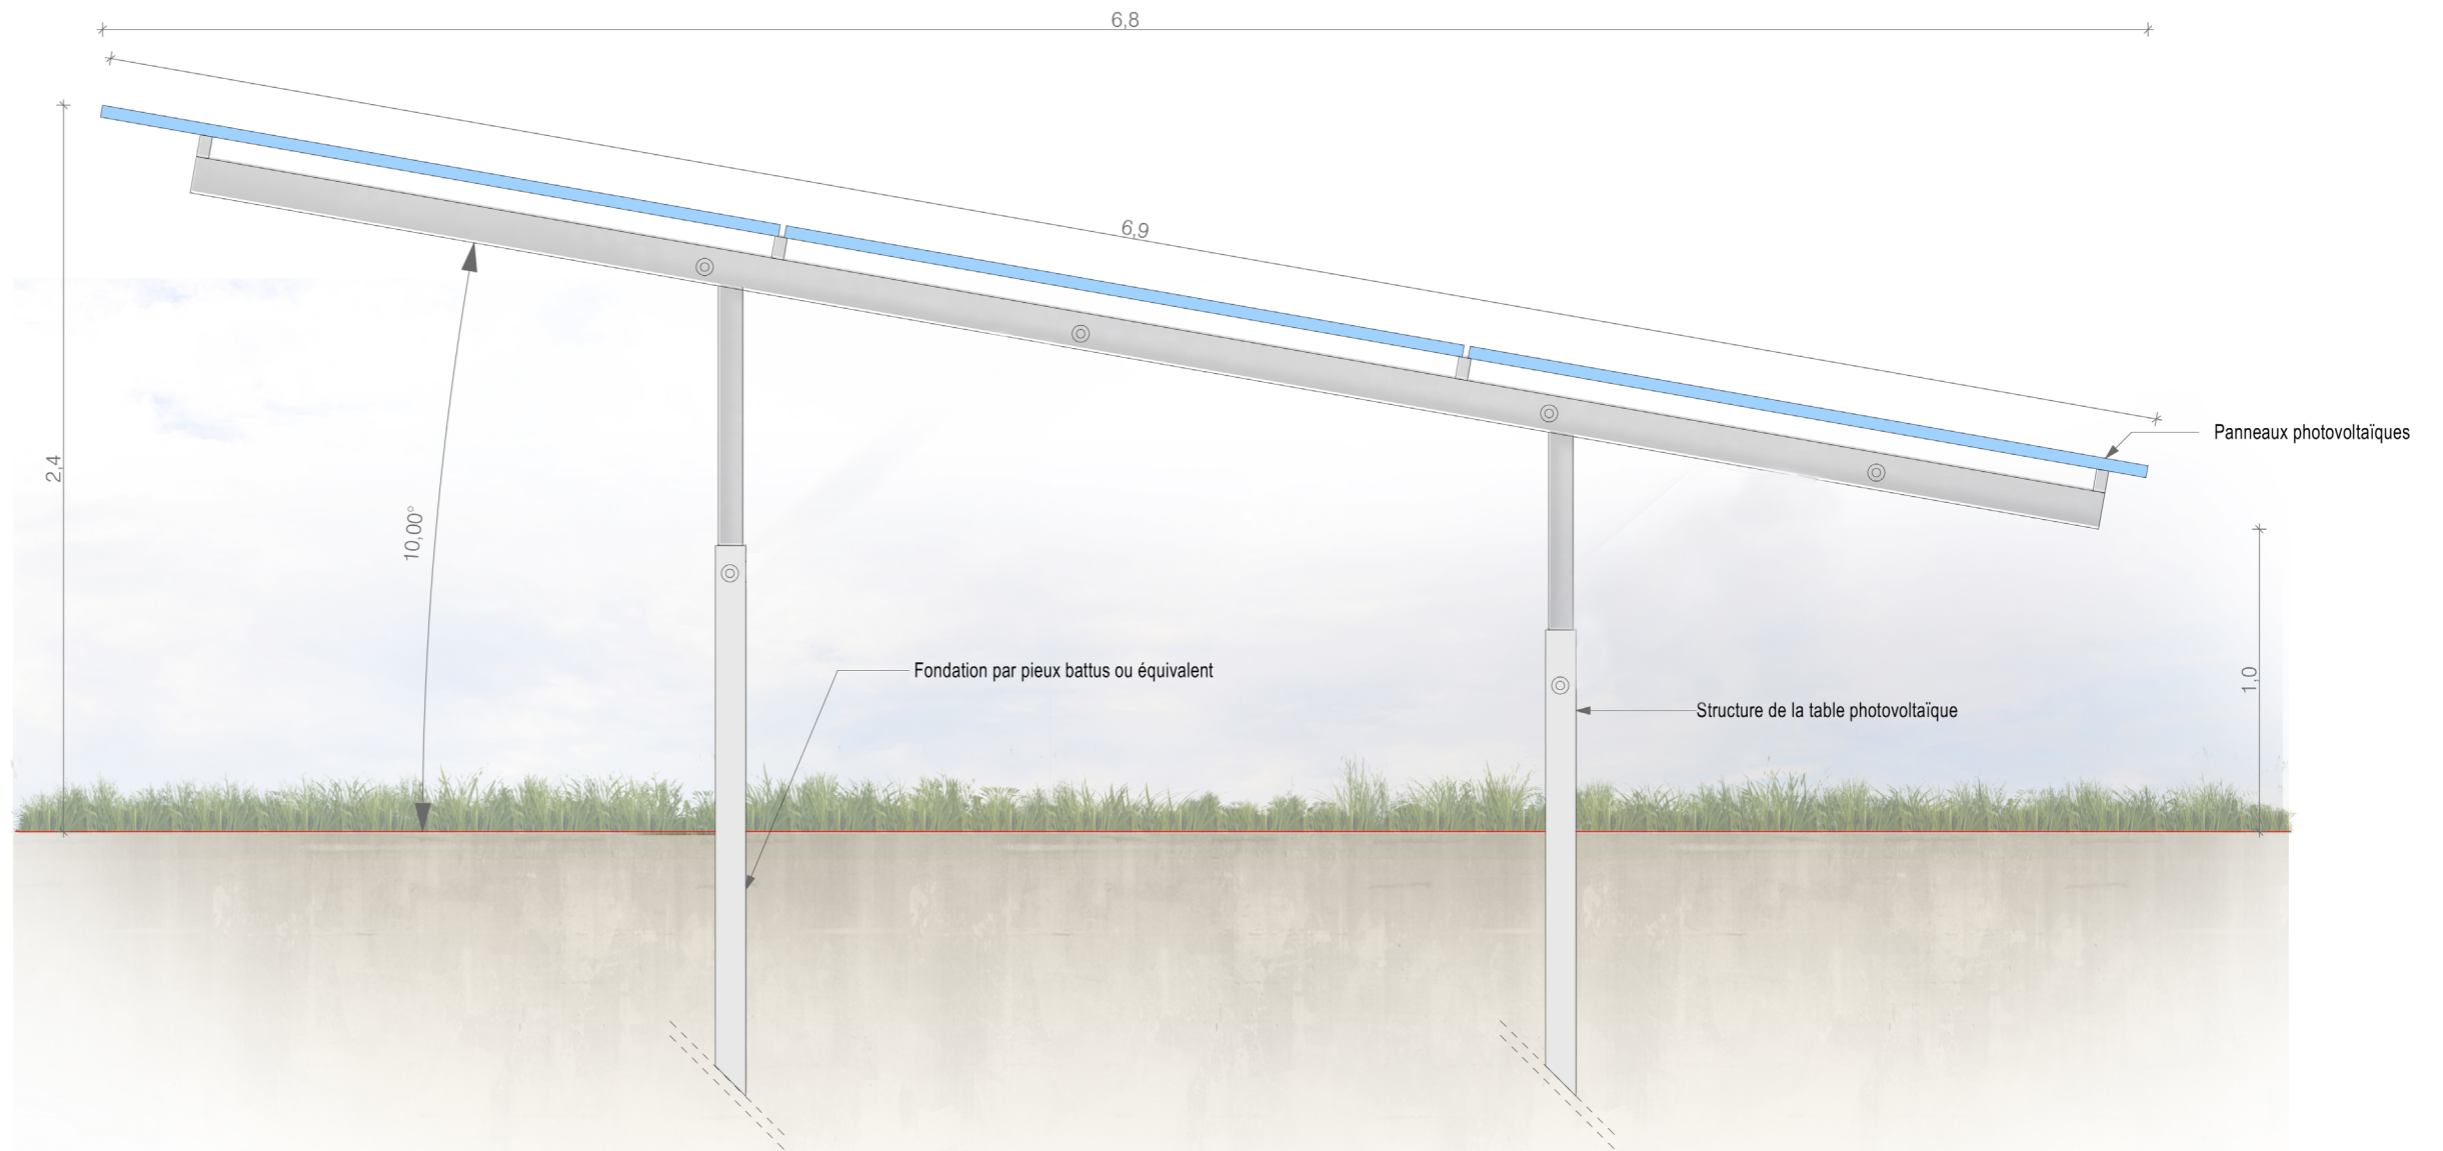 6,8
6,9
Panneaux photovoltaïques
2,4
10,00°
Fondation par pieux battus ou équivalent
1,0
Structure de la table photovoltaïque